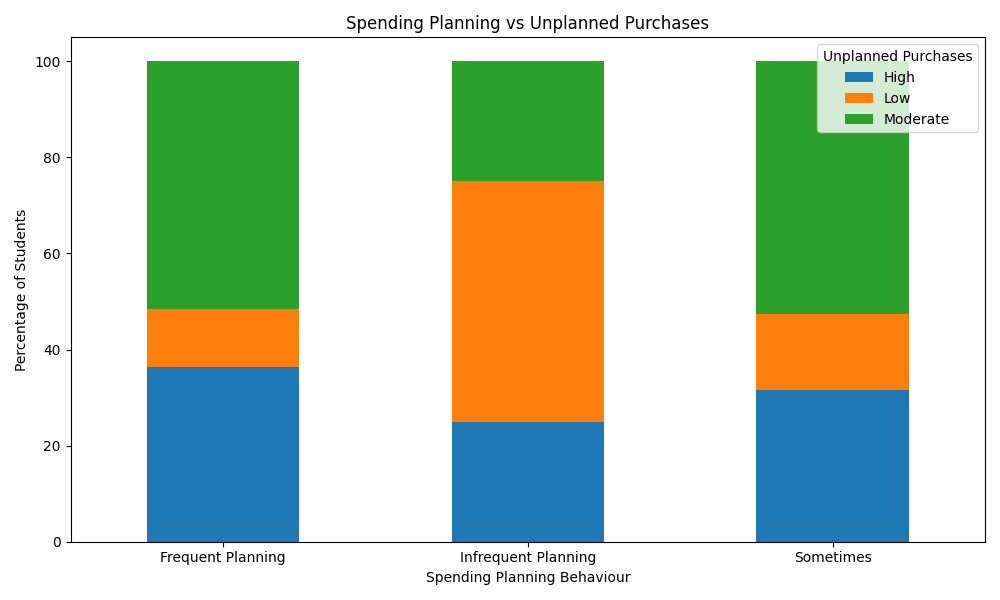 Spending Planning vs Unplanned Purchases
Unplanned Purchases
High
Low
Moderate
Percentage of Students
100
80
60
40
20
0
Frequent Planning
Infrequent Planning
Sometimes
Spending Planning Behaviour